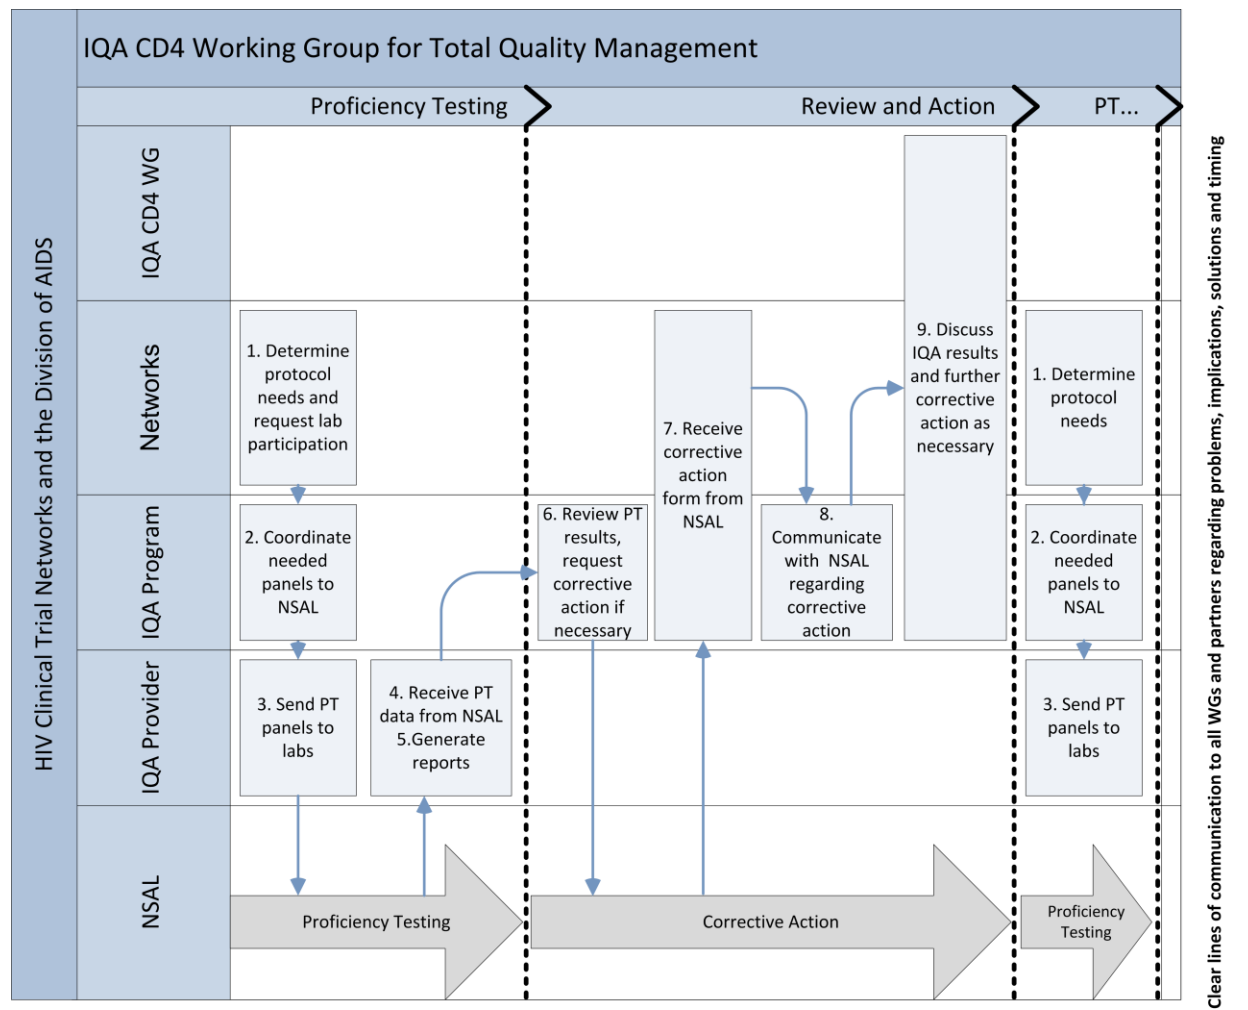 IQA CD4 Working Group for Total Quality Management
Proficiency Testing
Review and Action
PT...
HIV Clinical Trial Networks and the Division of AIDS
IQA CD4 WG
Networks
IQA Program
IQA Provider
NSAL
1. Determine
protocol
needs and
request lab
participation
2. Coordinate
needed
panels to
NSAL
3. Send PT
panels to
labs
4. Receive PT
data from NSAL
5.Generate
reports
Proficiency Testing
6. Review PT
results,
request
corrective
action if
necessary
7. Receive
corrective
action
form from
NSAL
8.
Communicate
with NSAL
regarding
corrective
action
9. Discuss
IQA results
and further
corrective
action as
necessary
Corrective Action
1. Determine
protocol
needs
2. Coordinate
needed
panels to
NSAL
3. Send PT
panels to
labs
Proficiency
Testing
Clear lines of communication to all WGs and partners regarding problems, implications, solutions and timing